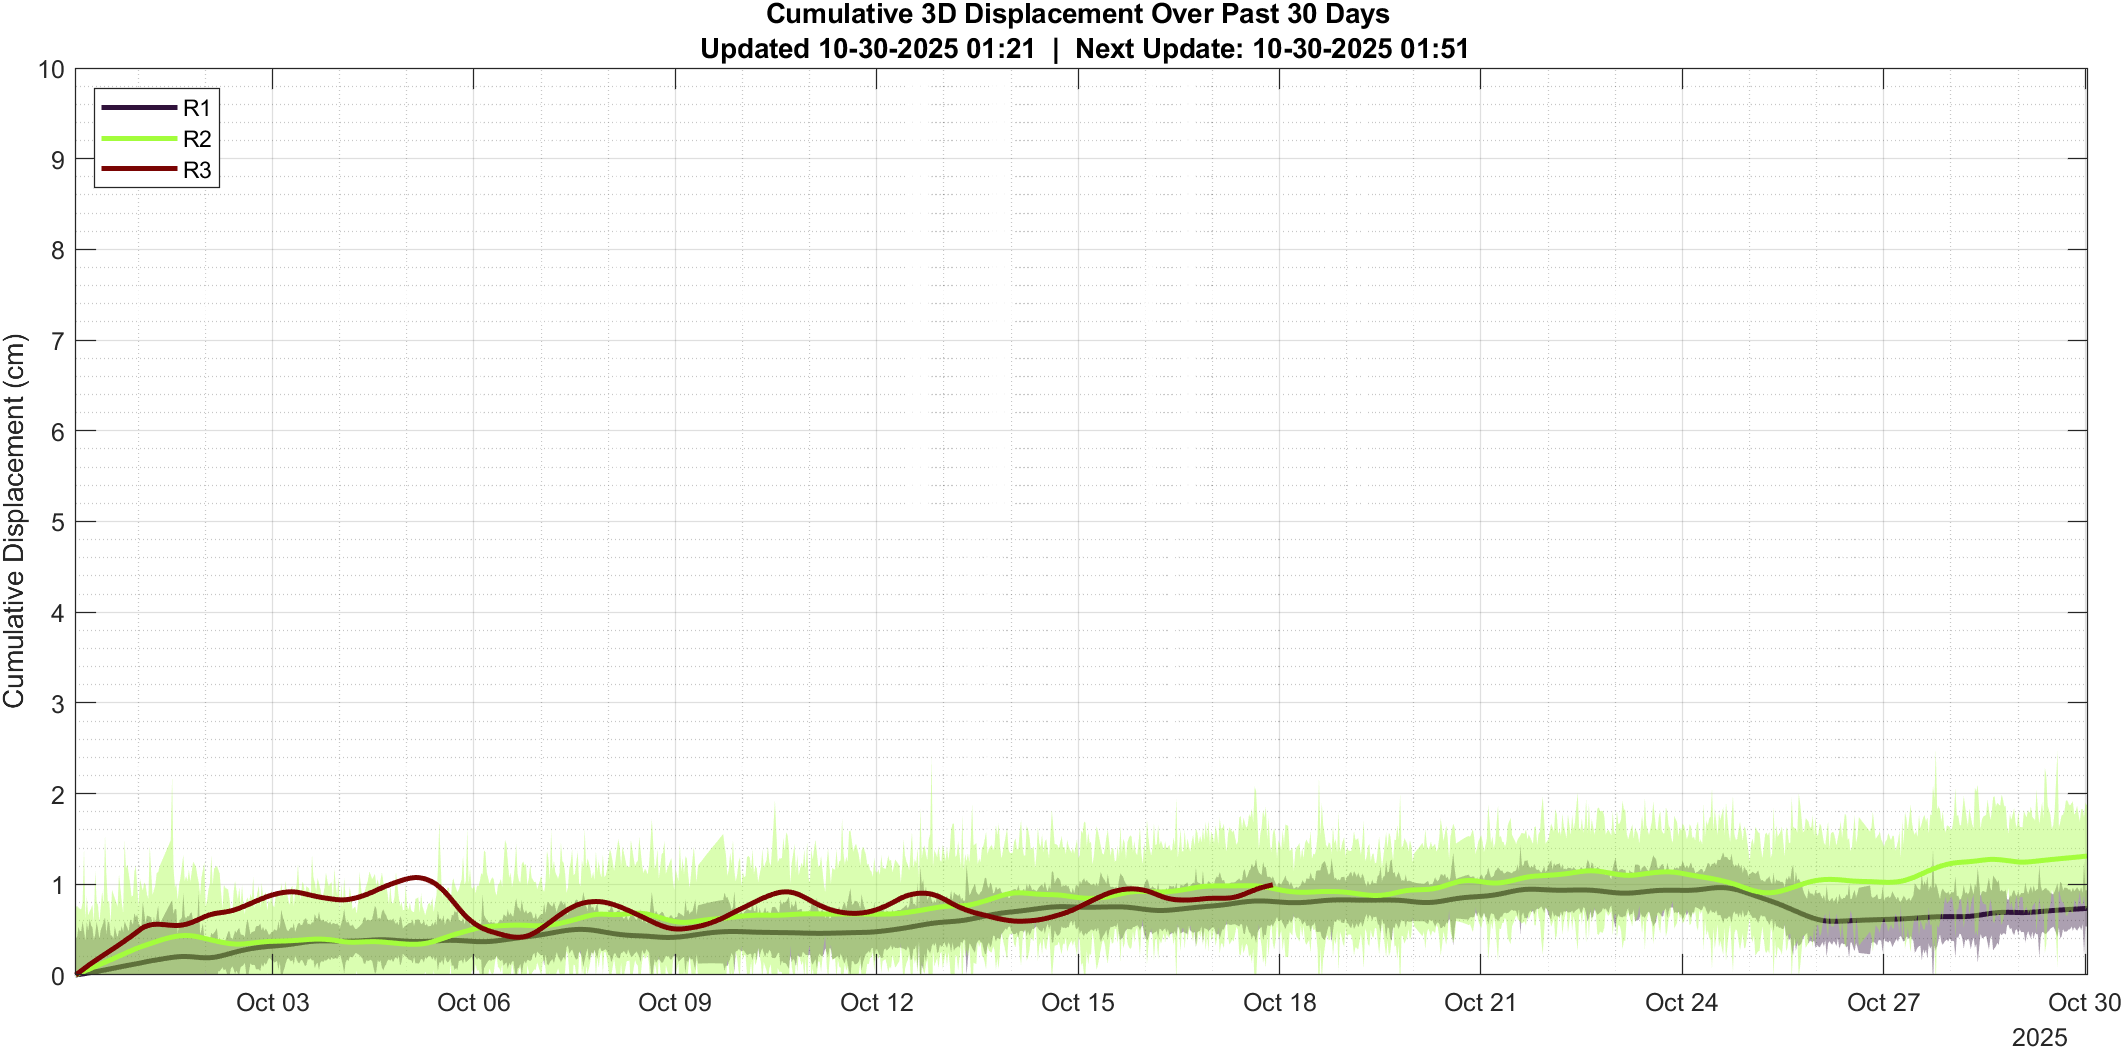 Cumulative 3D Displacement Over Past 30 Days
Updated 10-30-2025 01:21 | Next Update: 10-30-2025 01:51
10
9
8
7
6
5
4
3
2
1
0
Cumulative Displacement (cm)
R1
R2
R3
Oct 03
Oct 06
Oct 09
Oct 12
Oct 15
Oct 18
Oct 21
Oct 24
Oct 27
Oct 30
2025